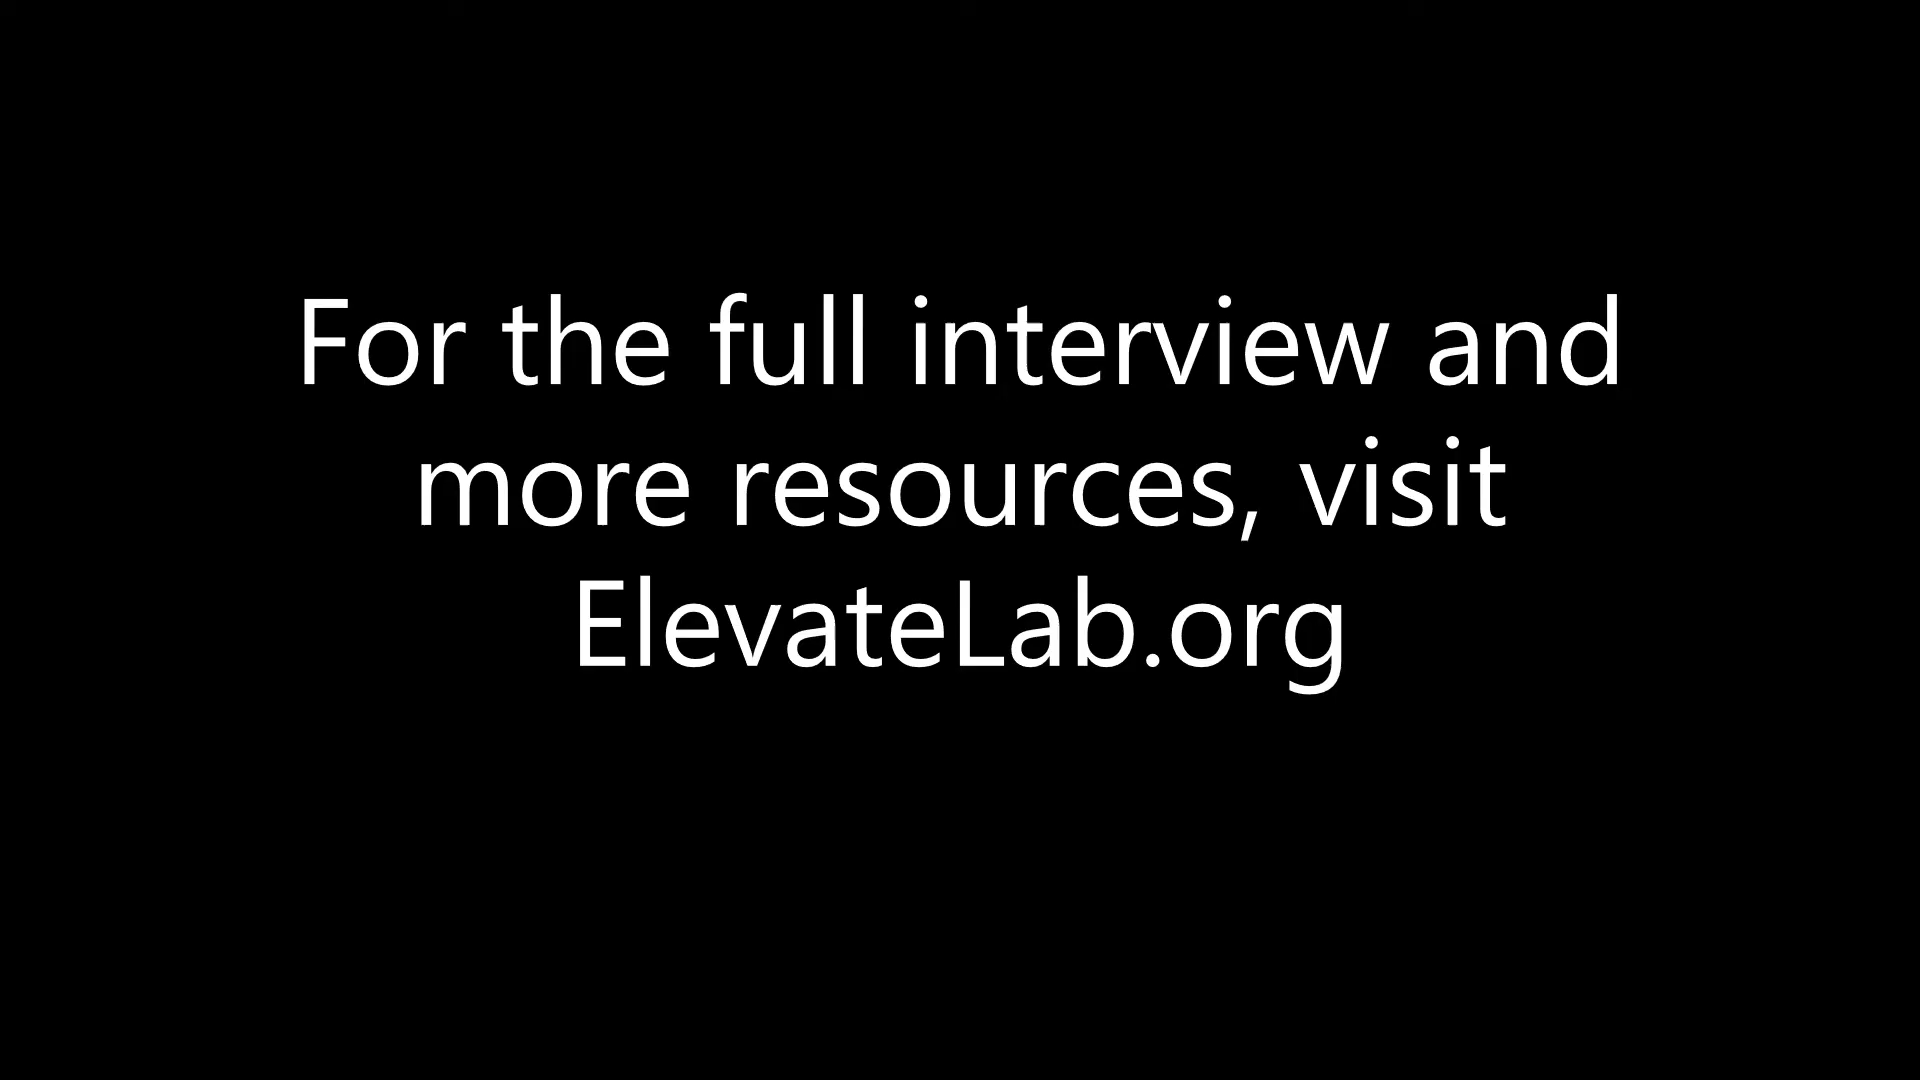 For the full interview and
more resources, visit
ElevateLab.org